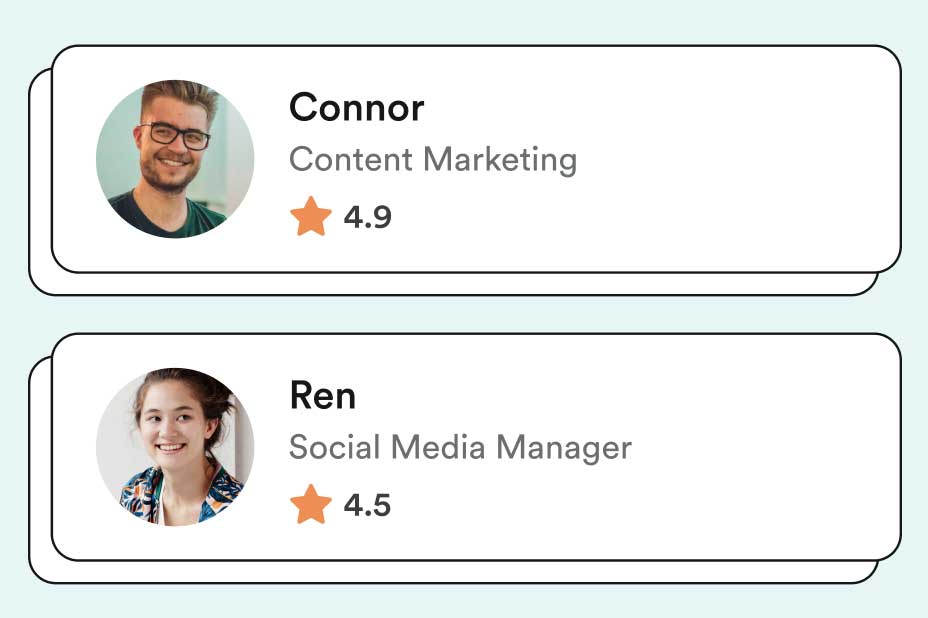 Connor
Content Marketing
4.9
Ren
Social Media Manager
4.5